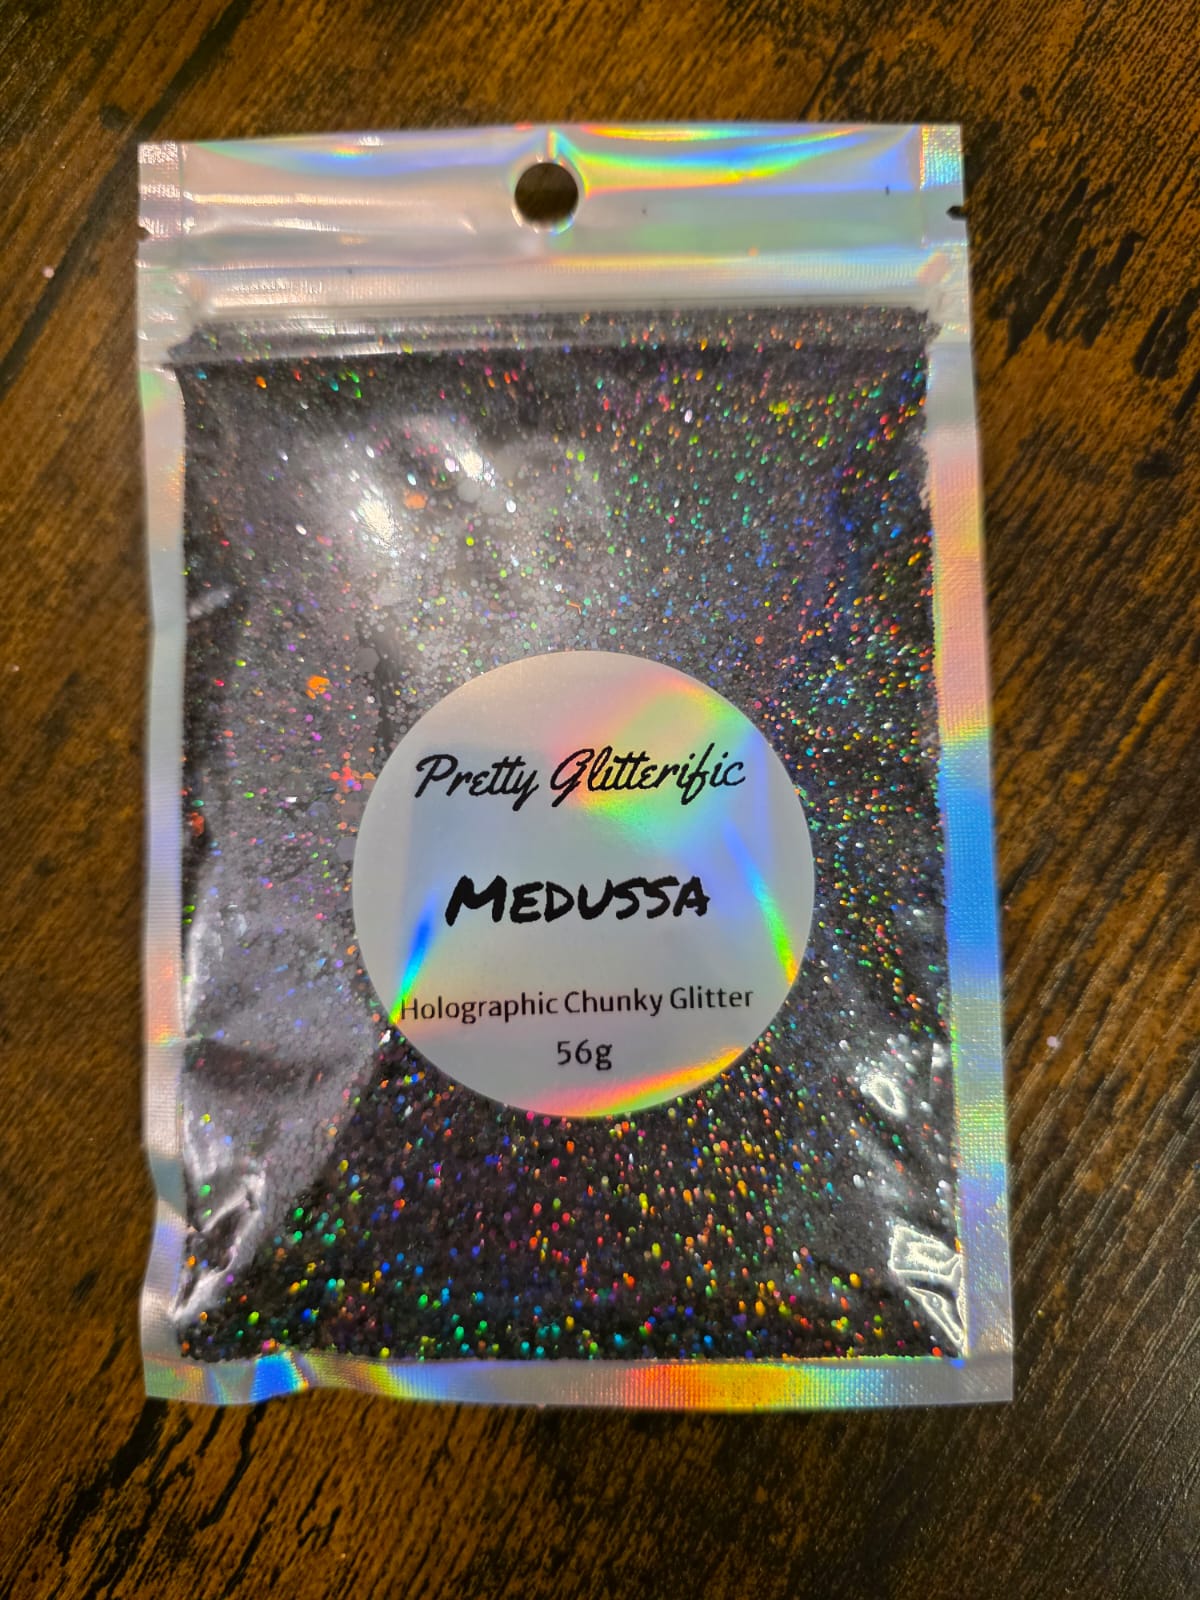 Pretty Glitterific
Medussa
Holographic Chunky Glitter
56g